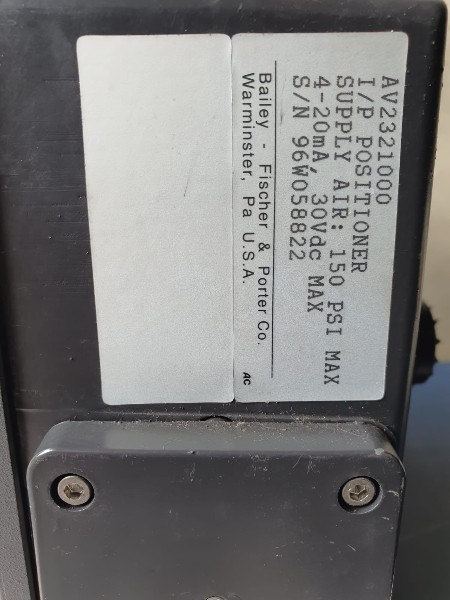 AV2321000
I/P POSITIONER
SUPPLY AIR: 150 PSI MAX
4-20mA, 30Vdc MAX
S/N 96W058822
Bailey - Fischer & Porter Co.
Warminster, Pa U.S.A.
AC